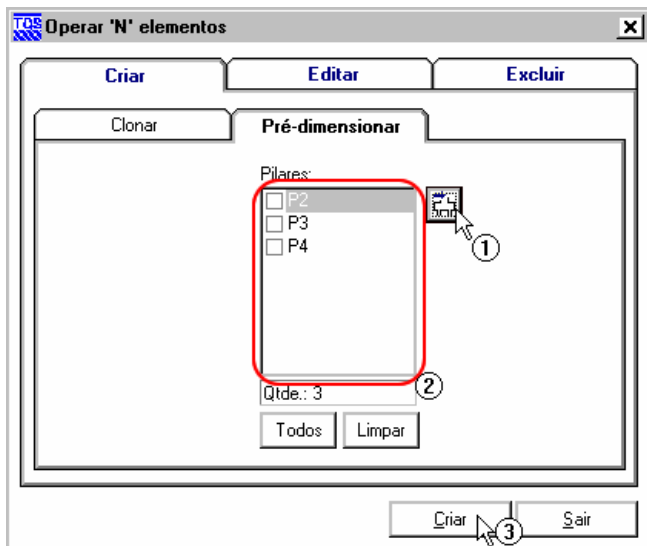 TQS Operar 'N' elementos
Criar Editar Excluir
Clonar Pré-dimensionar
Pilares:
P2
P3
P4
1
2
Qtde.: 3
Todos Limpar
Criar 3 Sair